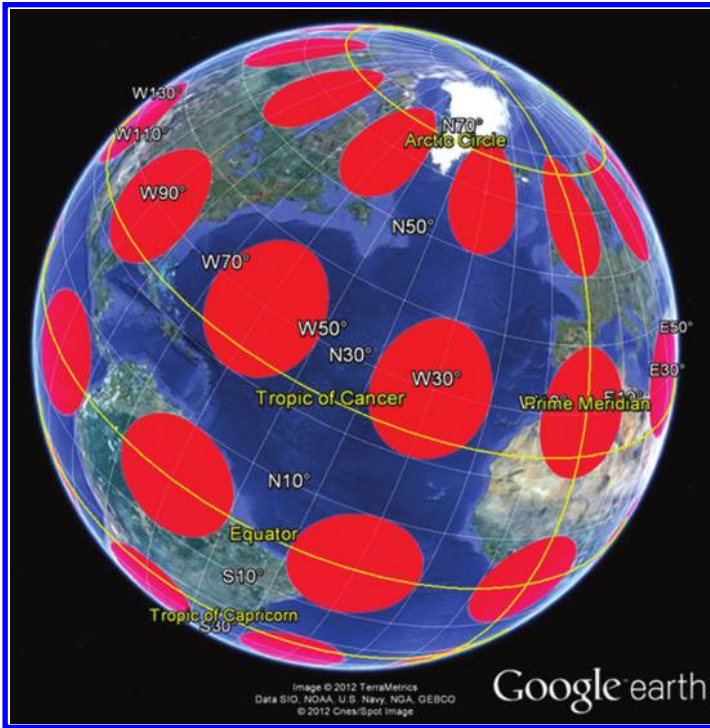 W130°
W110°
N70°
Arctic Circle
W90°
N50°
W70°
W50°
N30°
W30°
E50°
E30°
Tropic of Cancer
Prime Meridian
N10°
Equator
S10°
Tropic of Capricorn
S30°
Image © 2012 TerraMetrics
Data SIO, NOAA, U.S. Navy, NGA, GEBCO
© 2012 Cnes/Spot Image
Google earth